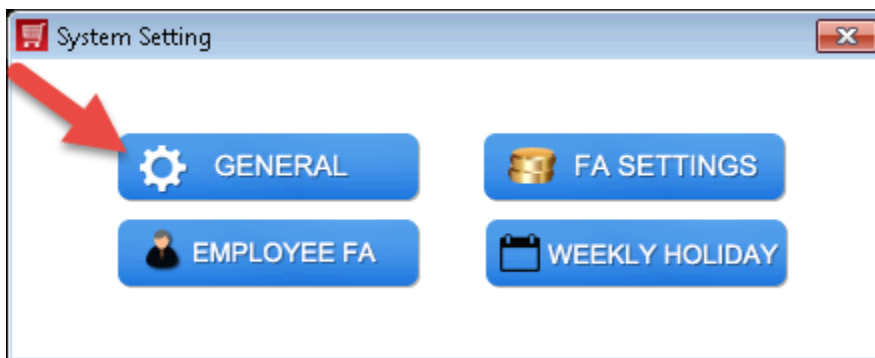 System Setting
GENERAL
FA SETTINGS
EMPLOYEE FA
WEEKLY HOLIDAY